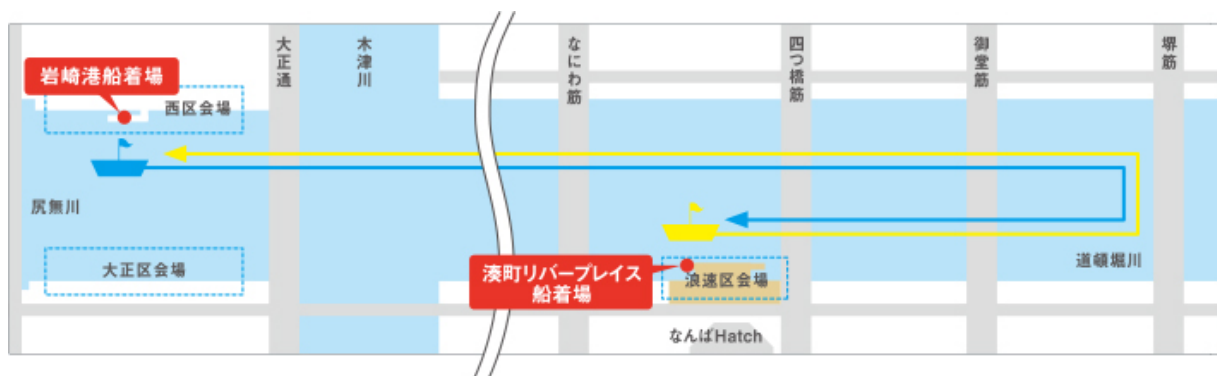 大正通
木津川
なにわ筋
四つ橋筋
御堂筋
堺筋
岩崎港船着場
西区会場
尻無川
大正区会場
湊町リバープレイス
船着場
浪速区会場
道頓堀川
なんばHatch